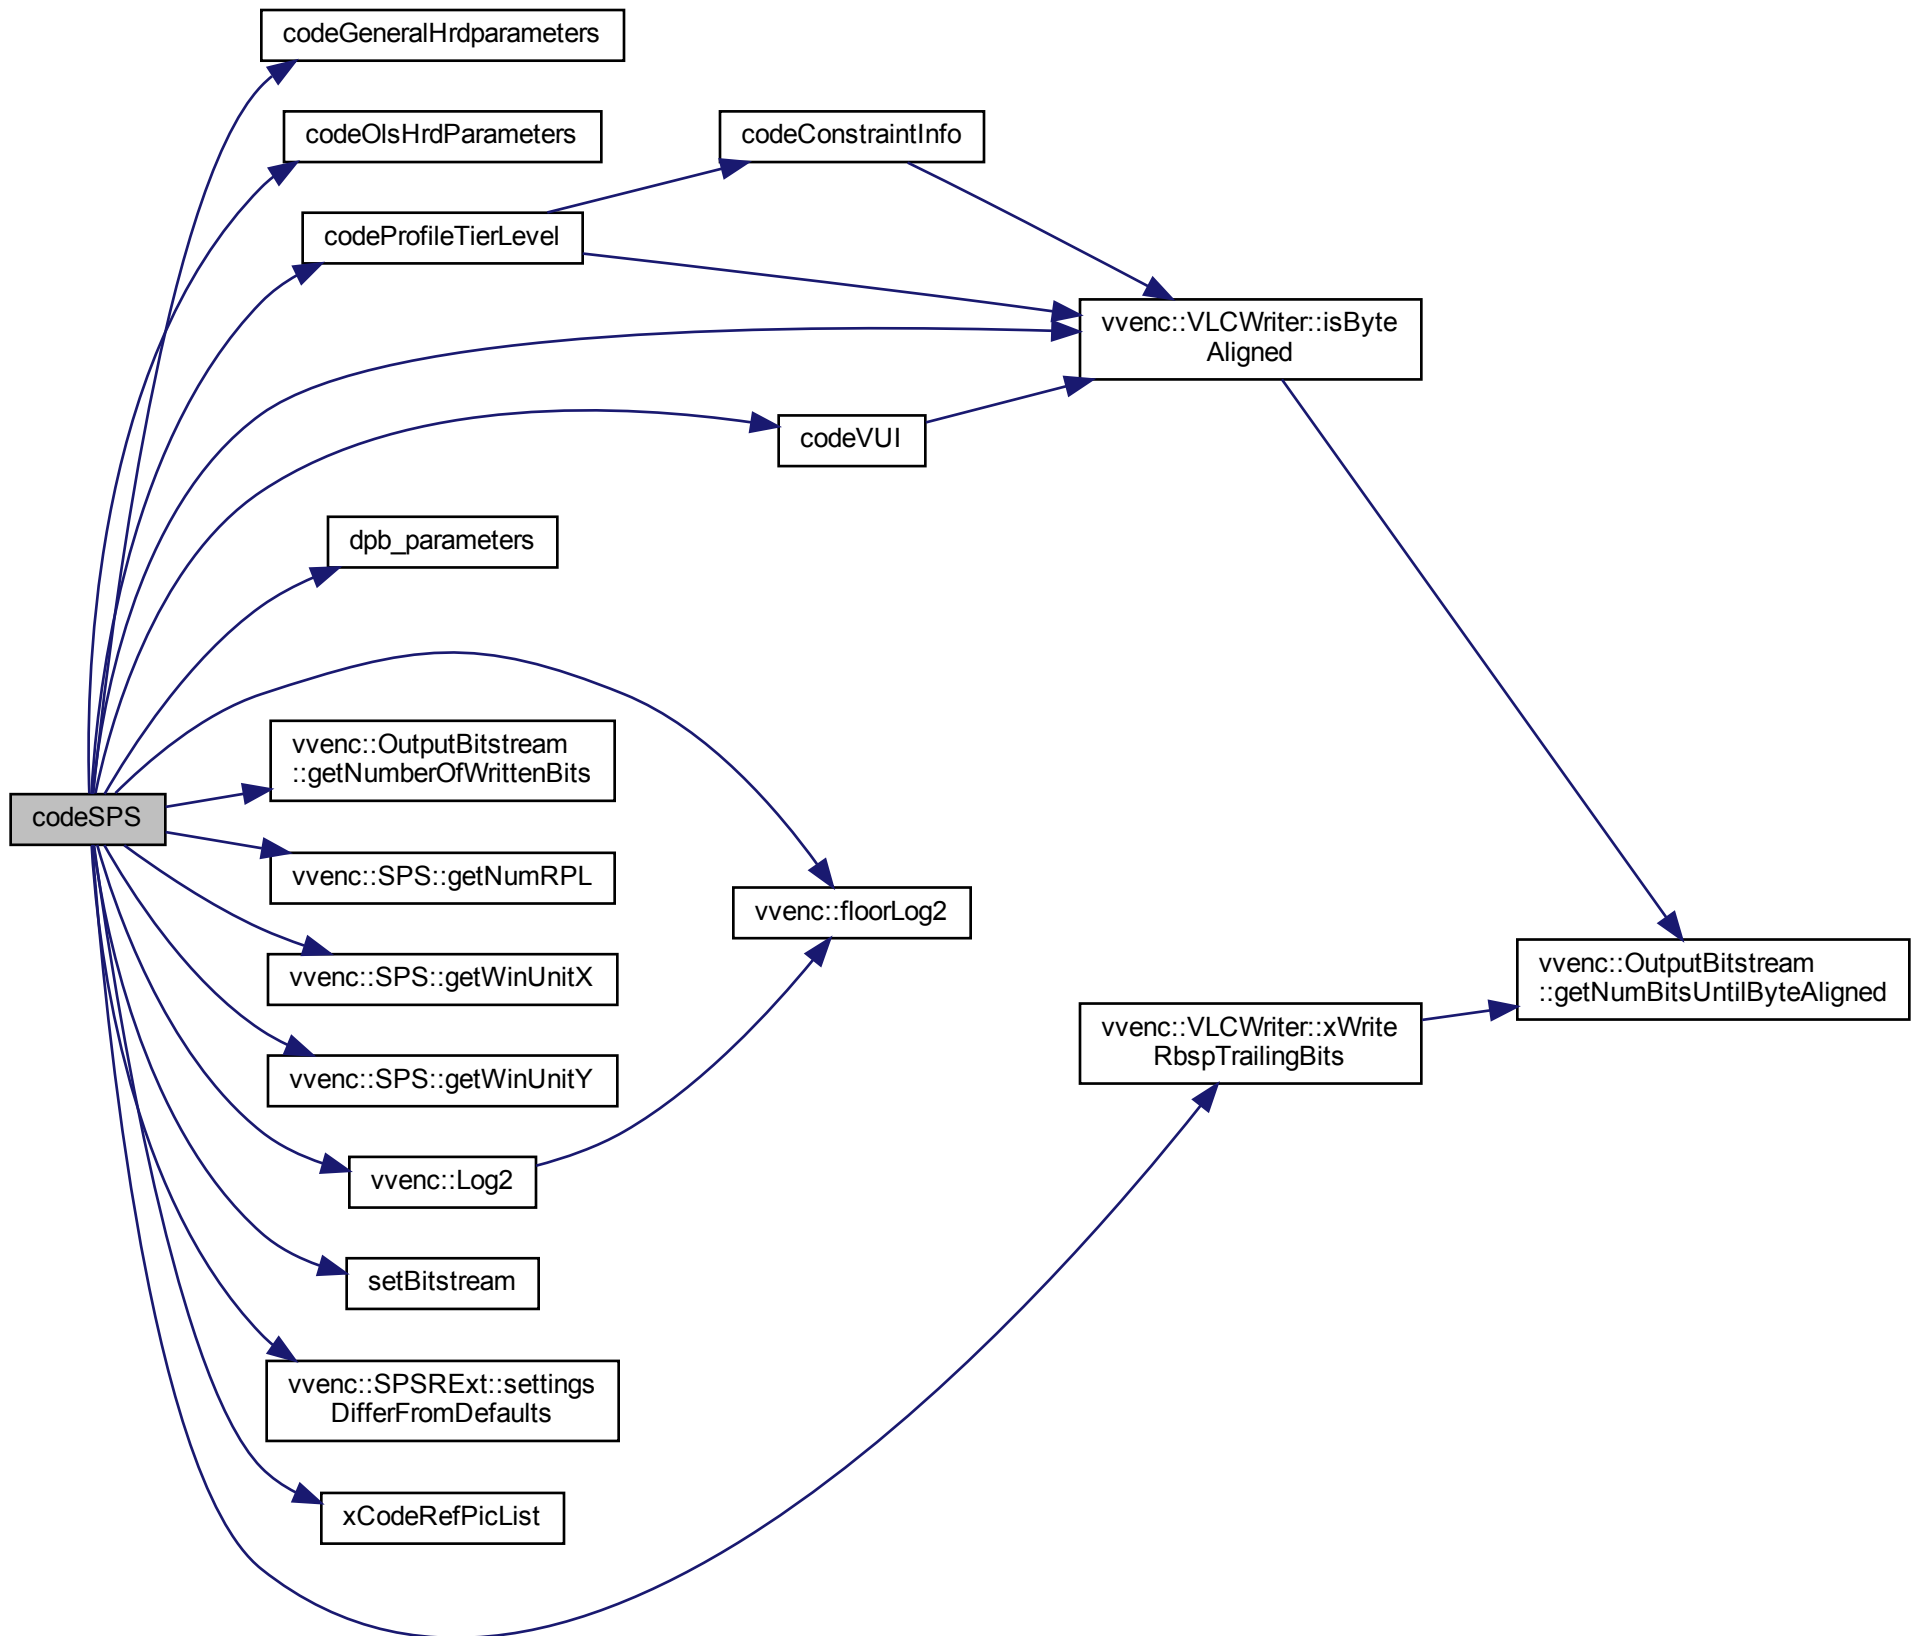 codeGeneralHrdparameters
codeOlsHrdParameters
codeConstraintInfo
codeProfileTierLevel
vvenc::VLCWriter::isByte
Aligned
codeVUI
dpb_parameters
vvenc::OutputBitstream
::getNumberOfWrittenBits
codeSPS
vvenc::SPS::getNumRPL
vvenc::floorLog2
vvenc::SPS::getWinUnitX
vvenc::OutputBitstream
::getNumBitsUntilByteAligned
vvenc::VLCWriter::xWrite
RbspTrailingBits
vvenc::SPS::getWinUnitY
vvenc::Log2
setBitstream
vvenc::SPSRExt::settings
DifferFromDefaults
xCodeRefPicList